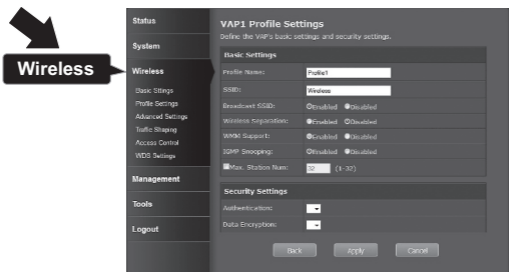 Wireless
Status
System
Wireless
Basic Sttings
Profile Settings
Advanced Settings
Traffic Shaping
Access Control
WDS Settings
Management
Tools
Logout
VAP1 Profile Settings
Define the VAP's basic settings and security settings.
Basic Settings
Profile Name: Profile1
SSID: Wireless
Broadcast SSID: Enabled Disabled
Wireless Separation: Enabled Disabled
WMM Support: Enabled Disabled
IGMP Snooping: Enabled Disabled
Max. Station Num: 32 (1-32)
Security Settings
Authentication:
Data Encryption:
Back Apply Cancel